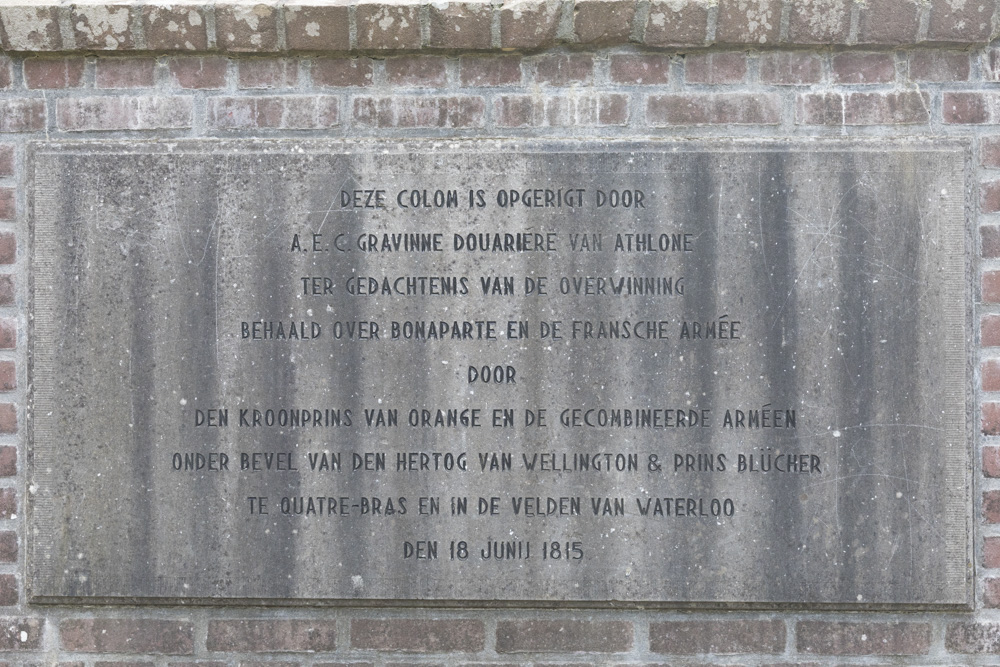 DEZE COLOM IS OPGERIGT DOOR
A.E.C. GRAVINNE DOUARIÉRE VAN ATHLONE
TER GEDACHTENIS VAN DE OVERWINNING
BEHAALD OVER BONAPARTE EN DE FRANSCHE ARMÉE
DOOR
DEN KROONPRINS VAN ORANGE EN DE GECOMBINEERDE ARMÉEN
ONDER BEVEL VAN DEN HERTOG VAN WELLINGTON & PRINS BLÜCHER
TE QUATRE-BRAS EN IN DE VELDEN VAN WATERLOO
DEN 18 JUNIJ 1815.